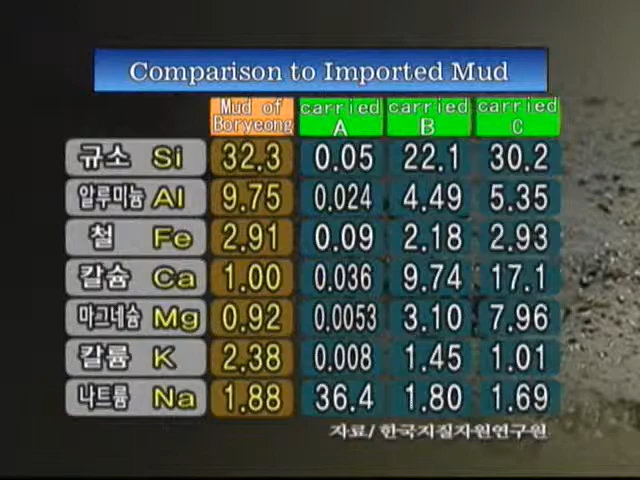 Comparison to Imported Mud
Mud of Boryeong carried A carried B carried C
규소 Si 32.3 0.05 22.1 30.2
알루미늄 Al 9.75 0.024 4.49 5.35
철 Fe 2.91 0.09 2.18 2.93
칼슘 Ca 1.00 0.036 9.74 17.1
마그네슘 Mg 0.92 0.0053 3.10 7.96
칼륨 K 2.38 0.008 1.45 1.01
나트륨 Na 1.88 36.4 1.80 1.69
자료/한국지질자원연구원